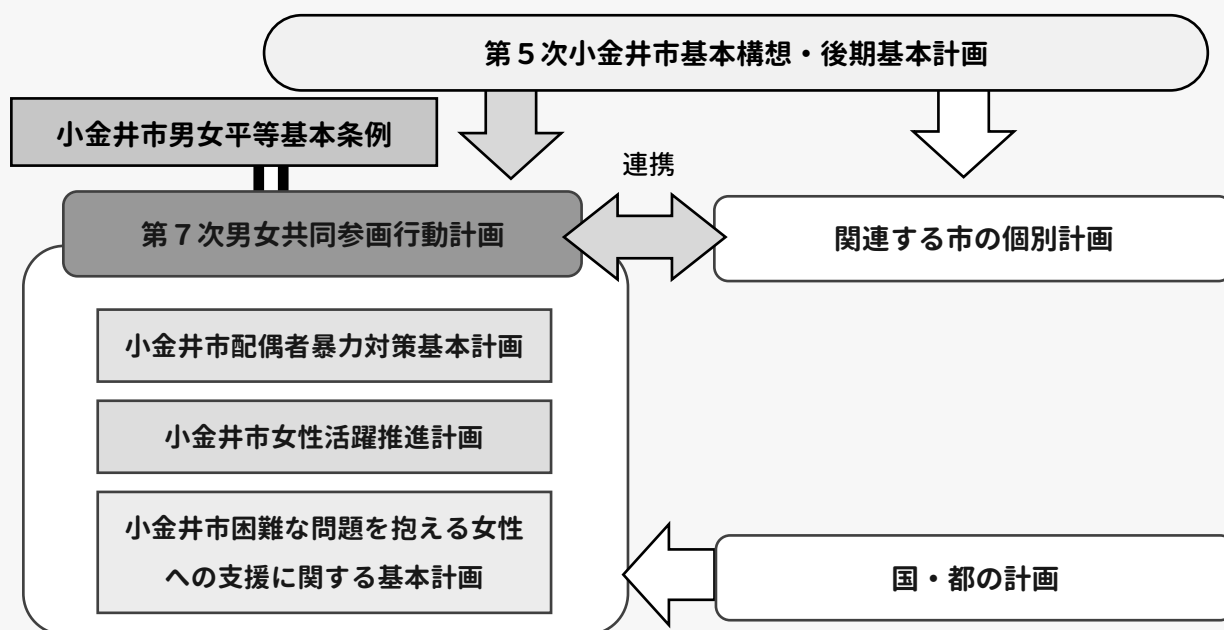 第５次小金井市基本構想・後期基本計画
小金井市男女平等基本条例
連携
第７次男女共同参画行動計画
関連する市の個別計画
小金井市配偶者暴力対策基本計画
小金井市女性活躍推進計画
小金井市困難な問題を抱える女性
への支援に関する基本計画
国・都の計画